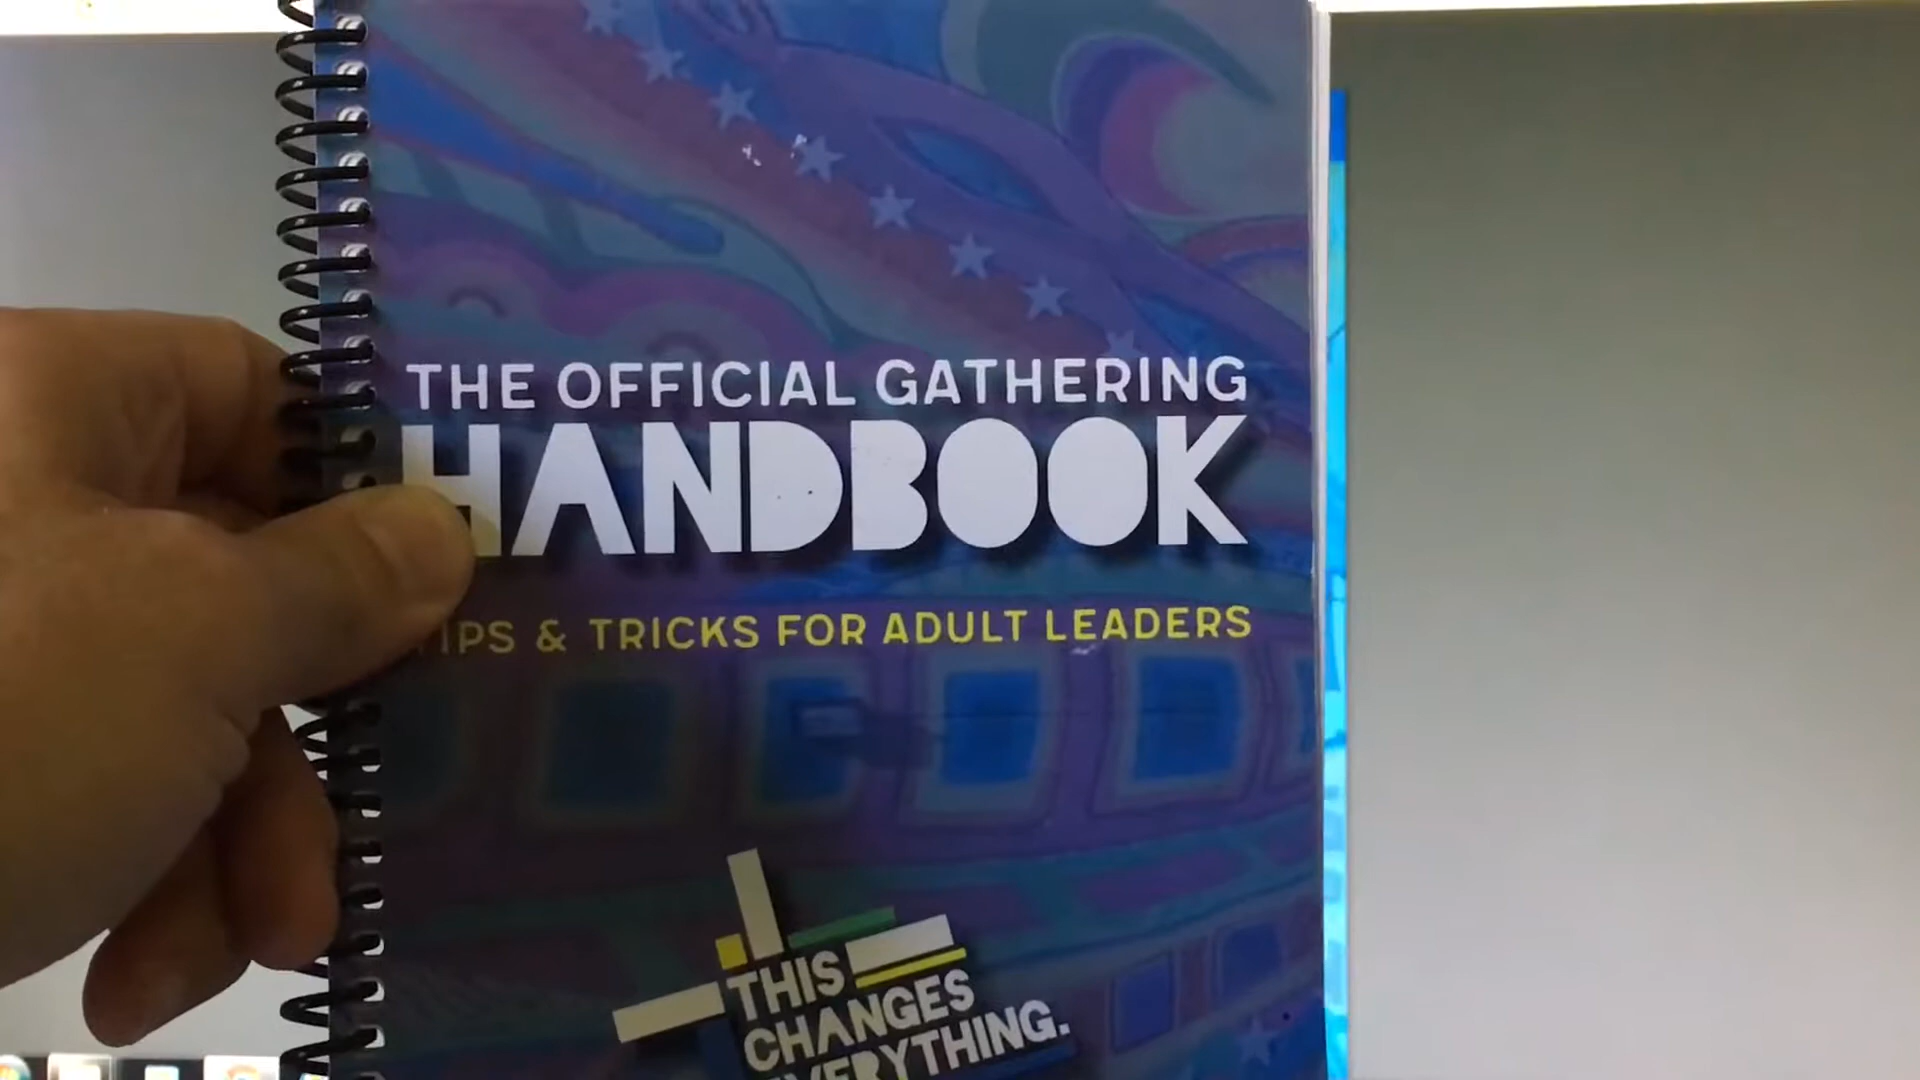 THE OFFICIAL GATHERING
HANDBOOK
TIPS & TRICKS FOR ADULT LEADERS
THIS
CHANGES
EVERYTHING.